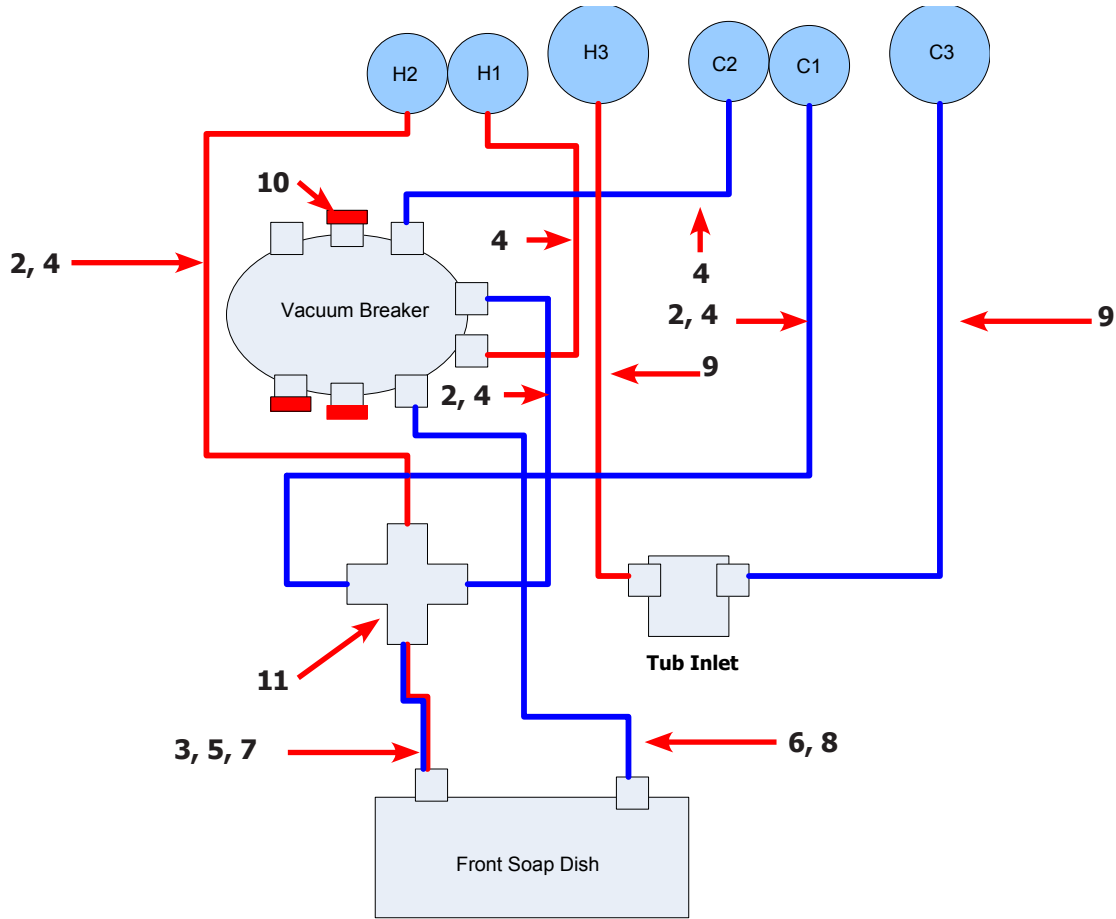 H2
H1
H3
C2
C1
C3
10
4
2, 4
4
Vacuum Breaker
2, 4
9
9
2, 4
11
Tub Inlet
3, 5, 7
6, 8
Front Soap Dish